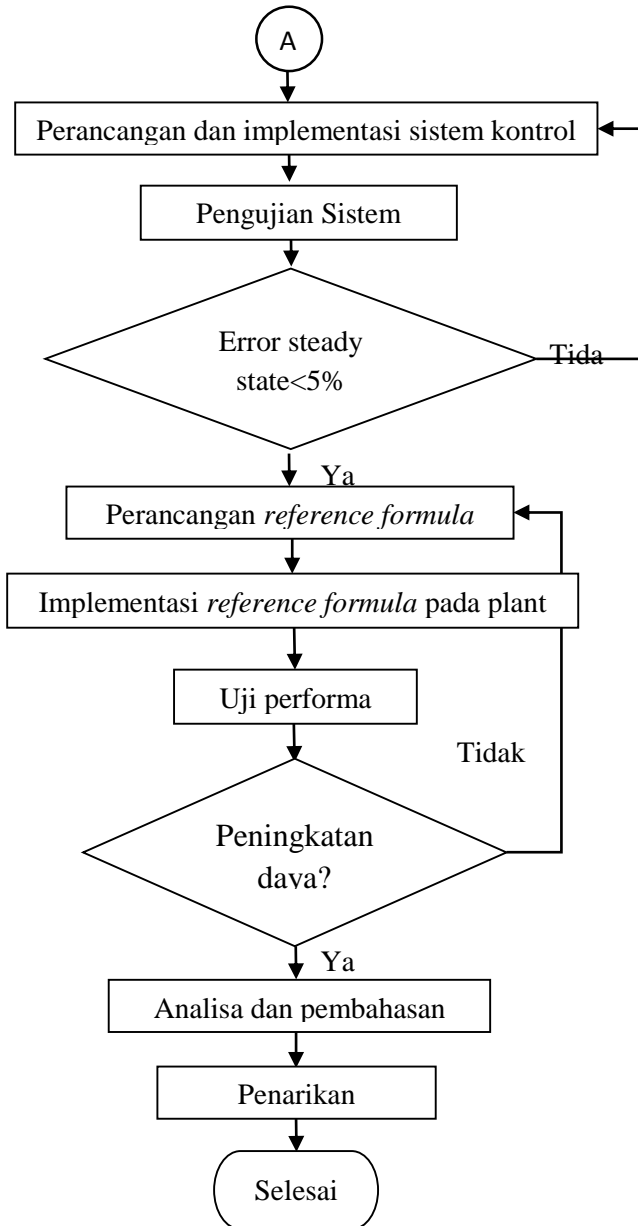 A
Perancangan dan implementasi sistem kontrol
Pengujian Sistem
Error steady
state<5%
Tida
Ya
Perancangan reference formula
Implementasi reference formula pada plant
Uji performa
Tidak
Peningkatan
daya?
Ya
Analisa dan pembahasan
Penarikan
Selesai